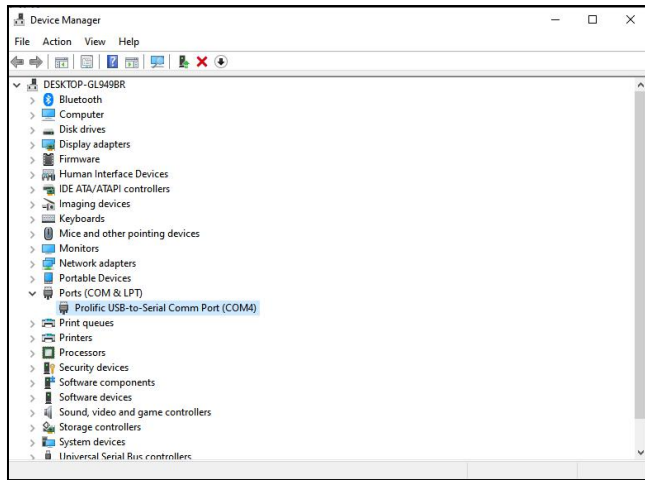 Device Manager
File Action View Help
DESKTOP-GL949BR
Bluetooth
Computer
Disk drives
Display adapters
Firmware
Human Interface Devices
IDE ATA/ATAPI controllers
Imaging devices
Keyboards
Mice and other pointing devices
Monitors
Network adapters
Portable Devices
Ports (COM & LPT)
Prolific USB-to-Serial Comm Port (COM4)
Print queues
Printers
Processors
Security devices
Software components
Software devices
Sound, video and game controllers
Storage controllers
System devices
Universal Serial Bus controllers